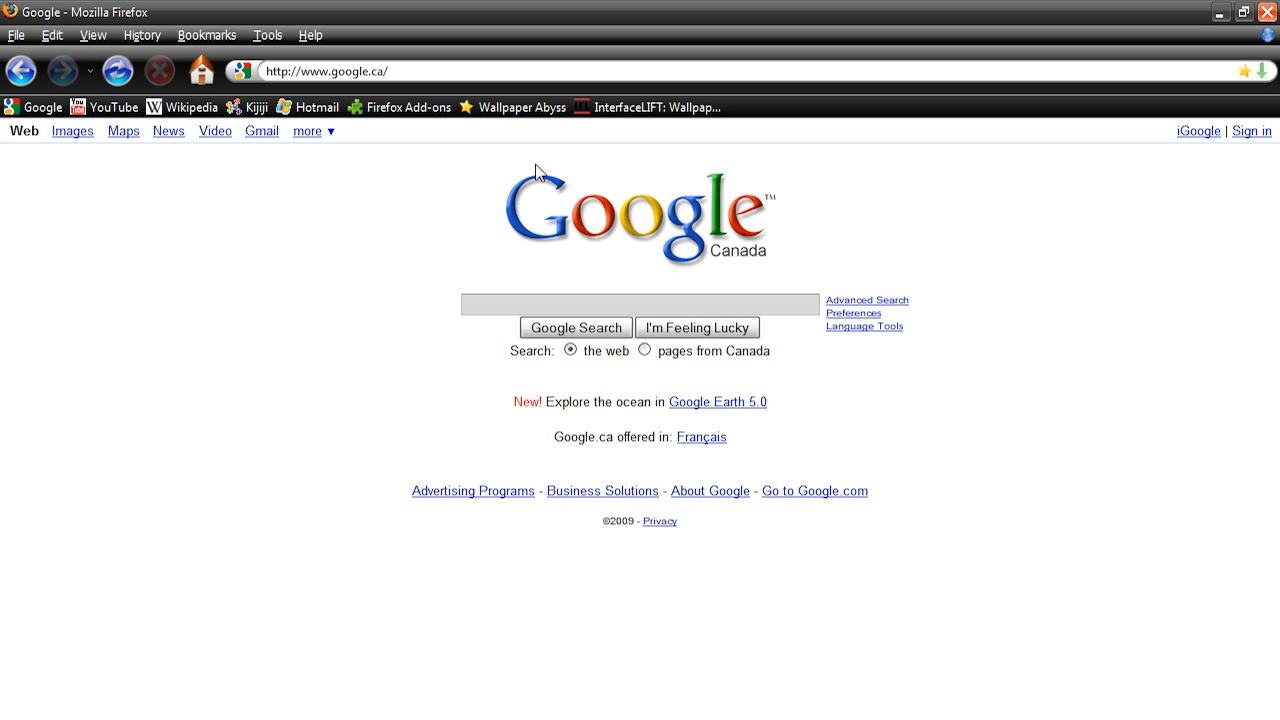 Google - Mozilla Firefox
File Edit View History Bookmarks Tools Help
http://www.google.ca/
Google YouTube Wikipedia Kijiji Hotmail Firefox Add-ons Wallpaper Abyss InterfaceLIFT: Wallpap...
Web Images Maps News Video Gmail more ▼ iGoogle | Sign in
Google™
Canada
Advanced Search
Preferences
Language Tools
Google Search I'm Feeling Lucky
Search: the web pages from Canada
New! Explore the ocean in Google Earth 5.0
Google.ca offered in: Français
Advertising Programs - Business Solutions - About Google - Go to Google.com
©2009 - Privacy